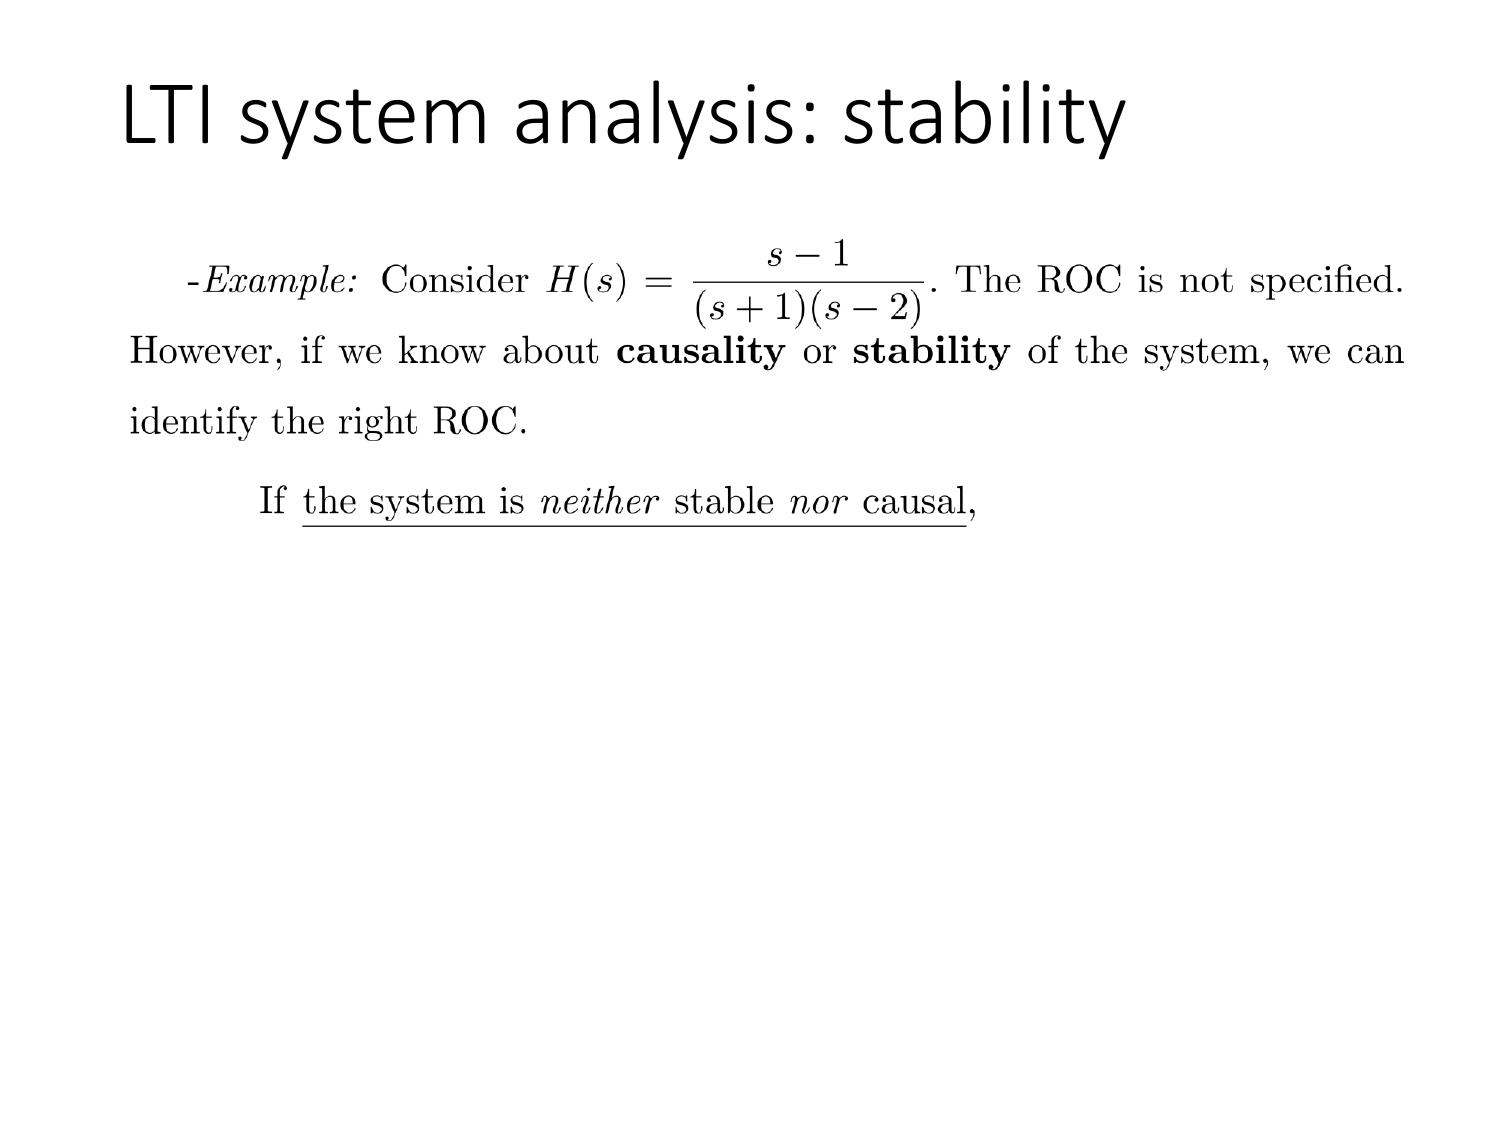 LTI system analysis: stability
-Example: Consider H(s) = \frac{s − 1}{(s + 1)(s − 2)}. The ROC is not specified.
However, if we know about causality or stability of the system, we can
identify the right ROC.
If the system is neither stable nor causal,